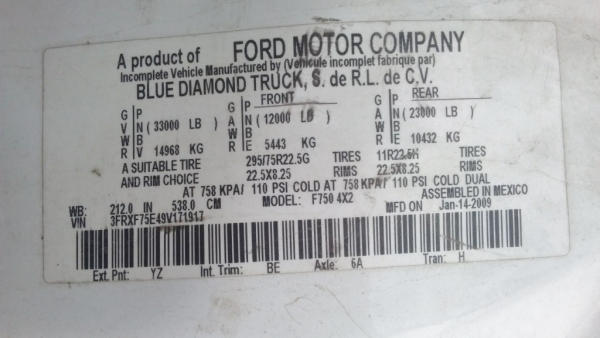 A product of FORD MOTOR COMPANY
Incomplete Vehicle Manufactured by (Vehicule incomplet fabrique par)
BLUE DIAMOND TRUCK, S. de R.L. de C.V.
FRONT REAR
G P G P G P
V N ( 33000 LB ) A N ( 12000 LB ) A N ( 23000 LB )
W B W B W B
R V 14968 KG R E 5443 KG R E 10432 KG
A SUITABLE TIRE 295/75R22.5G TIRES 11R22.5H TIRES
AND RIM CHOICE 22.5X8.25 RIMS 22.5X8.25 RIMS
AT 758 KPA/ 110 PSI COLD AT 758 KPA/ 110 PSI COLD DUAL
WB: 212.0 IN 538.0 CM MODEL: F750 4X2 ASSEMBLED IN MEXICO
VIN 3FRXF75E49V171917 MFD ON Jan-14-2009
Ext. Pnt: YZ Int. Trim: BE Axle: 6A Tran: H